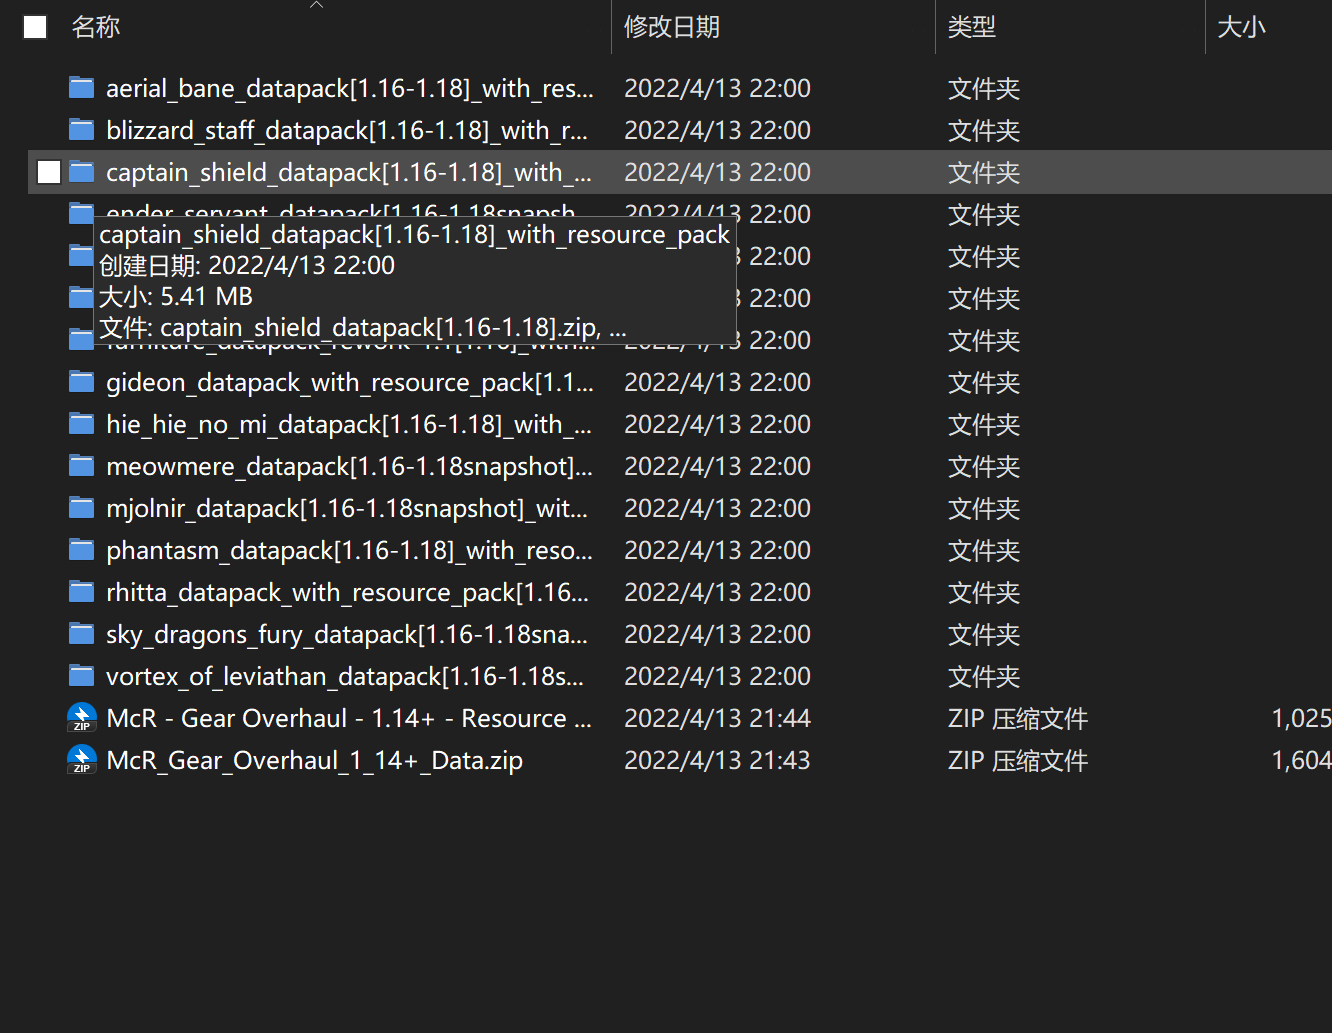 名称 修改日期 类型 大小
aerial_bane_datapack[1.16-1.18]_with_res... 2022/4/13 22:00 文件夹
blizzard_staff_datapack[1.16-1.18]_with_r... 2022/4/13 22:00 文件夹
captain_shield_datapack[1.16-1.18]_with_... 2022/4/13 22:00 文件夹
ender_servant_datapack[1.16-1.18snapsh... 2022/4/13 22:00 文件夹
captain_shield_datapack[1.16-1.18]_with_resource_pack
创建日期: 2022/4/13 22:00
大小: 5.41 MB
文件: captain_shield_datapack[1.16-1.18].zip, ...
22:00 文件夹
22:00 文件夹
22:00 文件夹
gideon_datapack_with_resource_pack[1.1... 2022/4/13 22:00 文件夹
hie_hie_no_mi_datapack[1.16-1.18]_with_... 2022/4/13 22:00 文件夹
meowmere_datapack[1.16-1.18snapshot]... 2022/4/13 22:00 文件夹
mjolnir_datapack[1.16-1.18snapshot]_wit... 2022/4/13 22:00 文件夹
phantasm_datapack[1.16-1.18]_with_reso... 2022/4/13 22:00 文件夹
rhitta_datapack_with_resource_pack[1.16... 2022/4/13 22:00 文件夹
sky_dragons_fury_datapack[1.16-1.18sna... 2022/4/13 22:00 文件夹
vortex_of_leviathan_datapack[1.16-1.18s... 2022/4/13 22:00 文件夹
ZIP McR - Gear Overhaul - 1.14+ - Resource ... 2022/4/13 21:44 ZIP 压缩文件 1,025
ZIP McR_Gear_Overhaul_1_14+_Data.zip 2022/4/13 21:43 ZIP 压缩文件 1,604